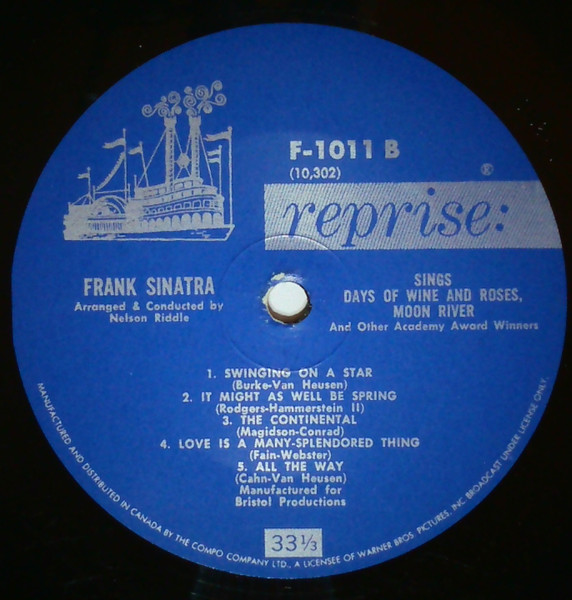 F-1011 B
(10,302)
®
reprise:
FRANK SINATRA
Arranged & Conducted by
Nelson Riddle
SINGS
DAYS OF WINE AND ROSES,
MOON RIVER
And Other Academy Award Winners
1. SWINGING ON A STAR
(Burke-Van Heusen)
2. IT MIGHT AS WELL BE SPRING
(Rodgers-Hammerstein II)
3. THE CONTINENTAL
(Magidson-Conrad)
4. LOVE IS A MANY-SPLENDORED THING
(Fain-Webster)
5. ALL THE WAY
(Cahn-Van Heusen)
Manufactured for
Bristol Productions
33⅓
MANUFACTURED AND DISTRIBUTED IN CANADA BY THE COMPO COMPANY LTD., A LICENSEE OF WARNER BROS. PICTURES, INC. BROADCAST UNDER LICENSE ONLY.